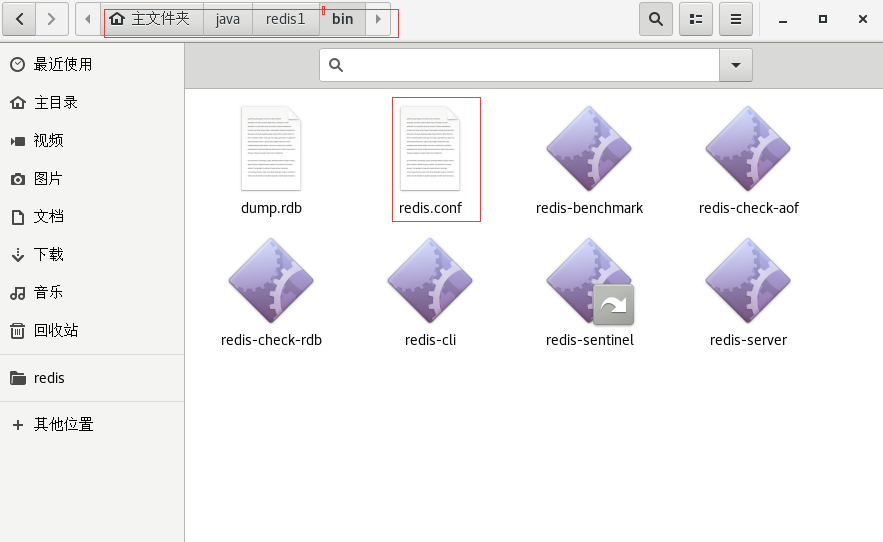 主文件夹 java redis1 bin
最近使用
主目录
视频
图片
文档
下载
音乐
回收站
redis
其他位置
dump.rdb redis.conf redis-benchmark redis-check-aof
redis-check-rdb redis-cli redis-sentinel redis-server